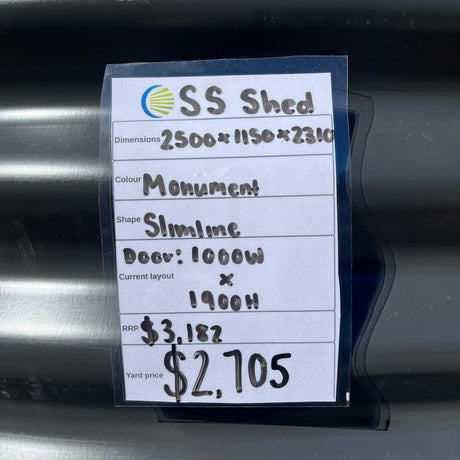 SS Shed
Dimensions 2500 x 1150 x 2310
Colour Monument
Shape Slimline
Door: 1000W
Current layout x
1900H
RRP $3,182
Yard price $2,705